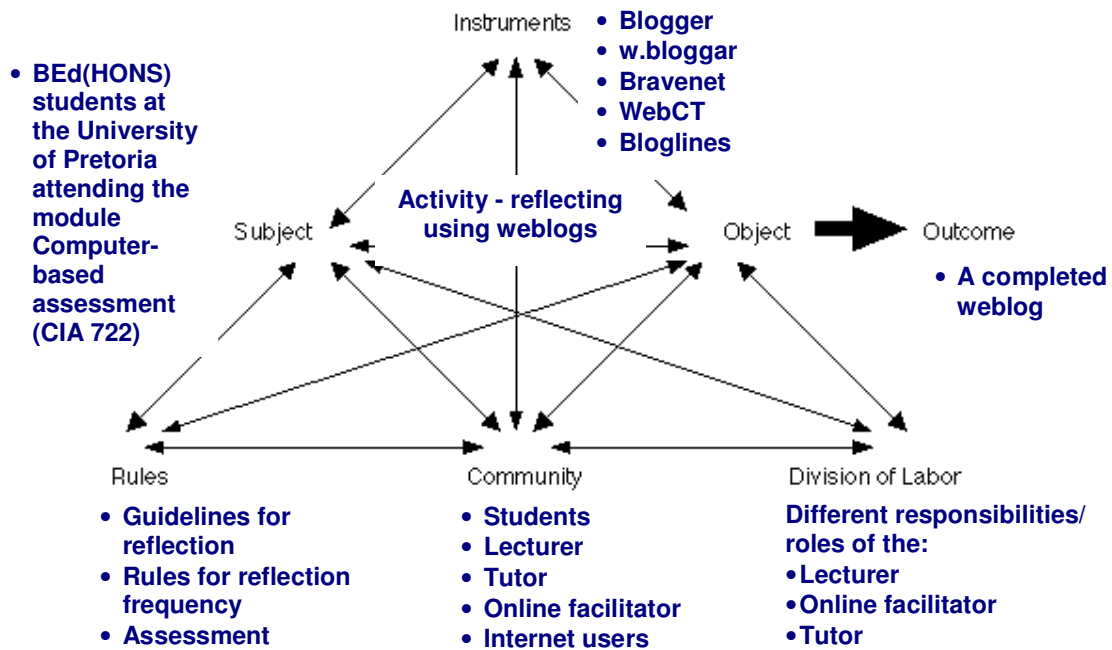 Instruments
• Blogger
• w.bloggar
• Bravenet
• WebCT
• Bloglines
• BEd(HONS)
students at
the University
of Pretoria
attending the
module
Computer-
based
assessment
(CIA 722)
Activity - reflecting
using weblogs
Subject
Object
Outcome
• A completed
weblog
Rules
• Guidelines for
reflection
• Rules for reflection
frequency
• Assessment
Community
• Students
• Lecturer
• Tutor
• Online facilitator
• Internet users
Division of Labor
Different responsibilities/
roles of the:
•Lecturer
•Online facilitator
•Tutor